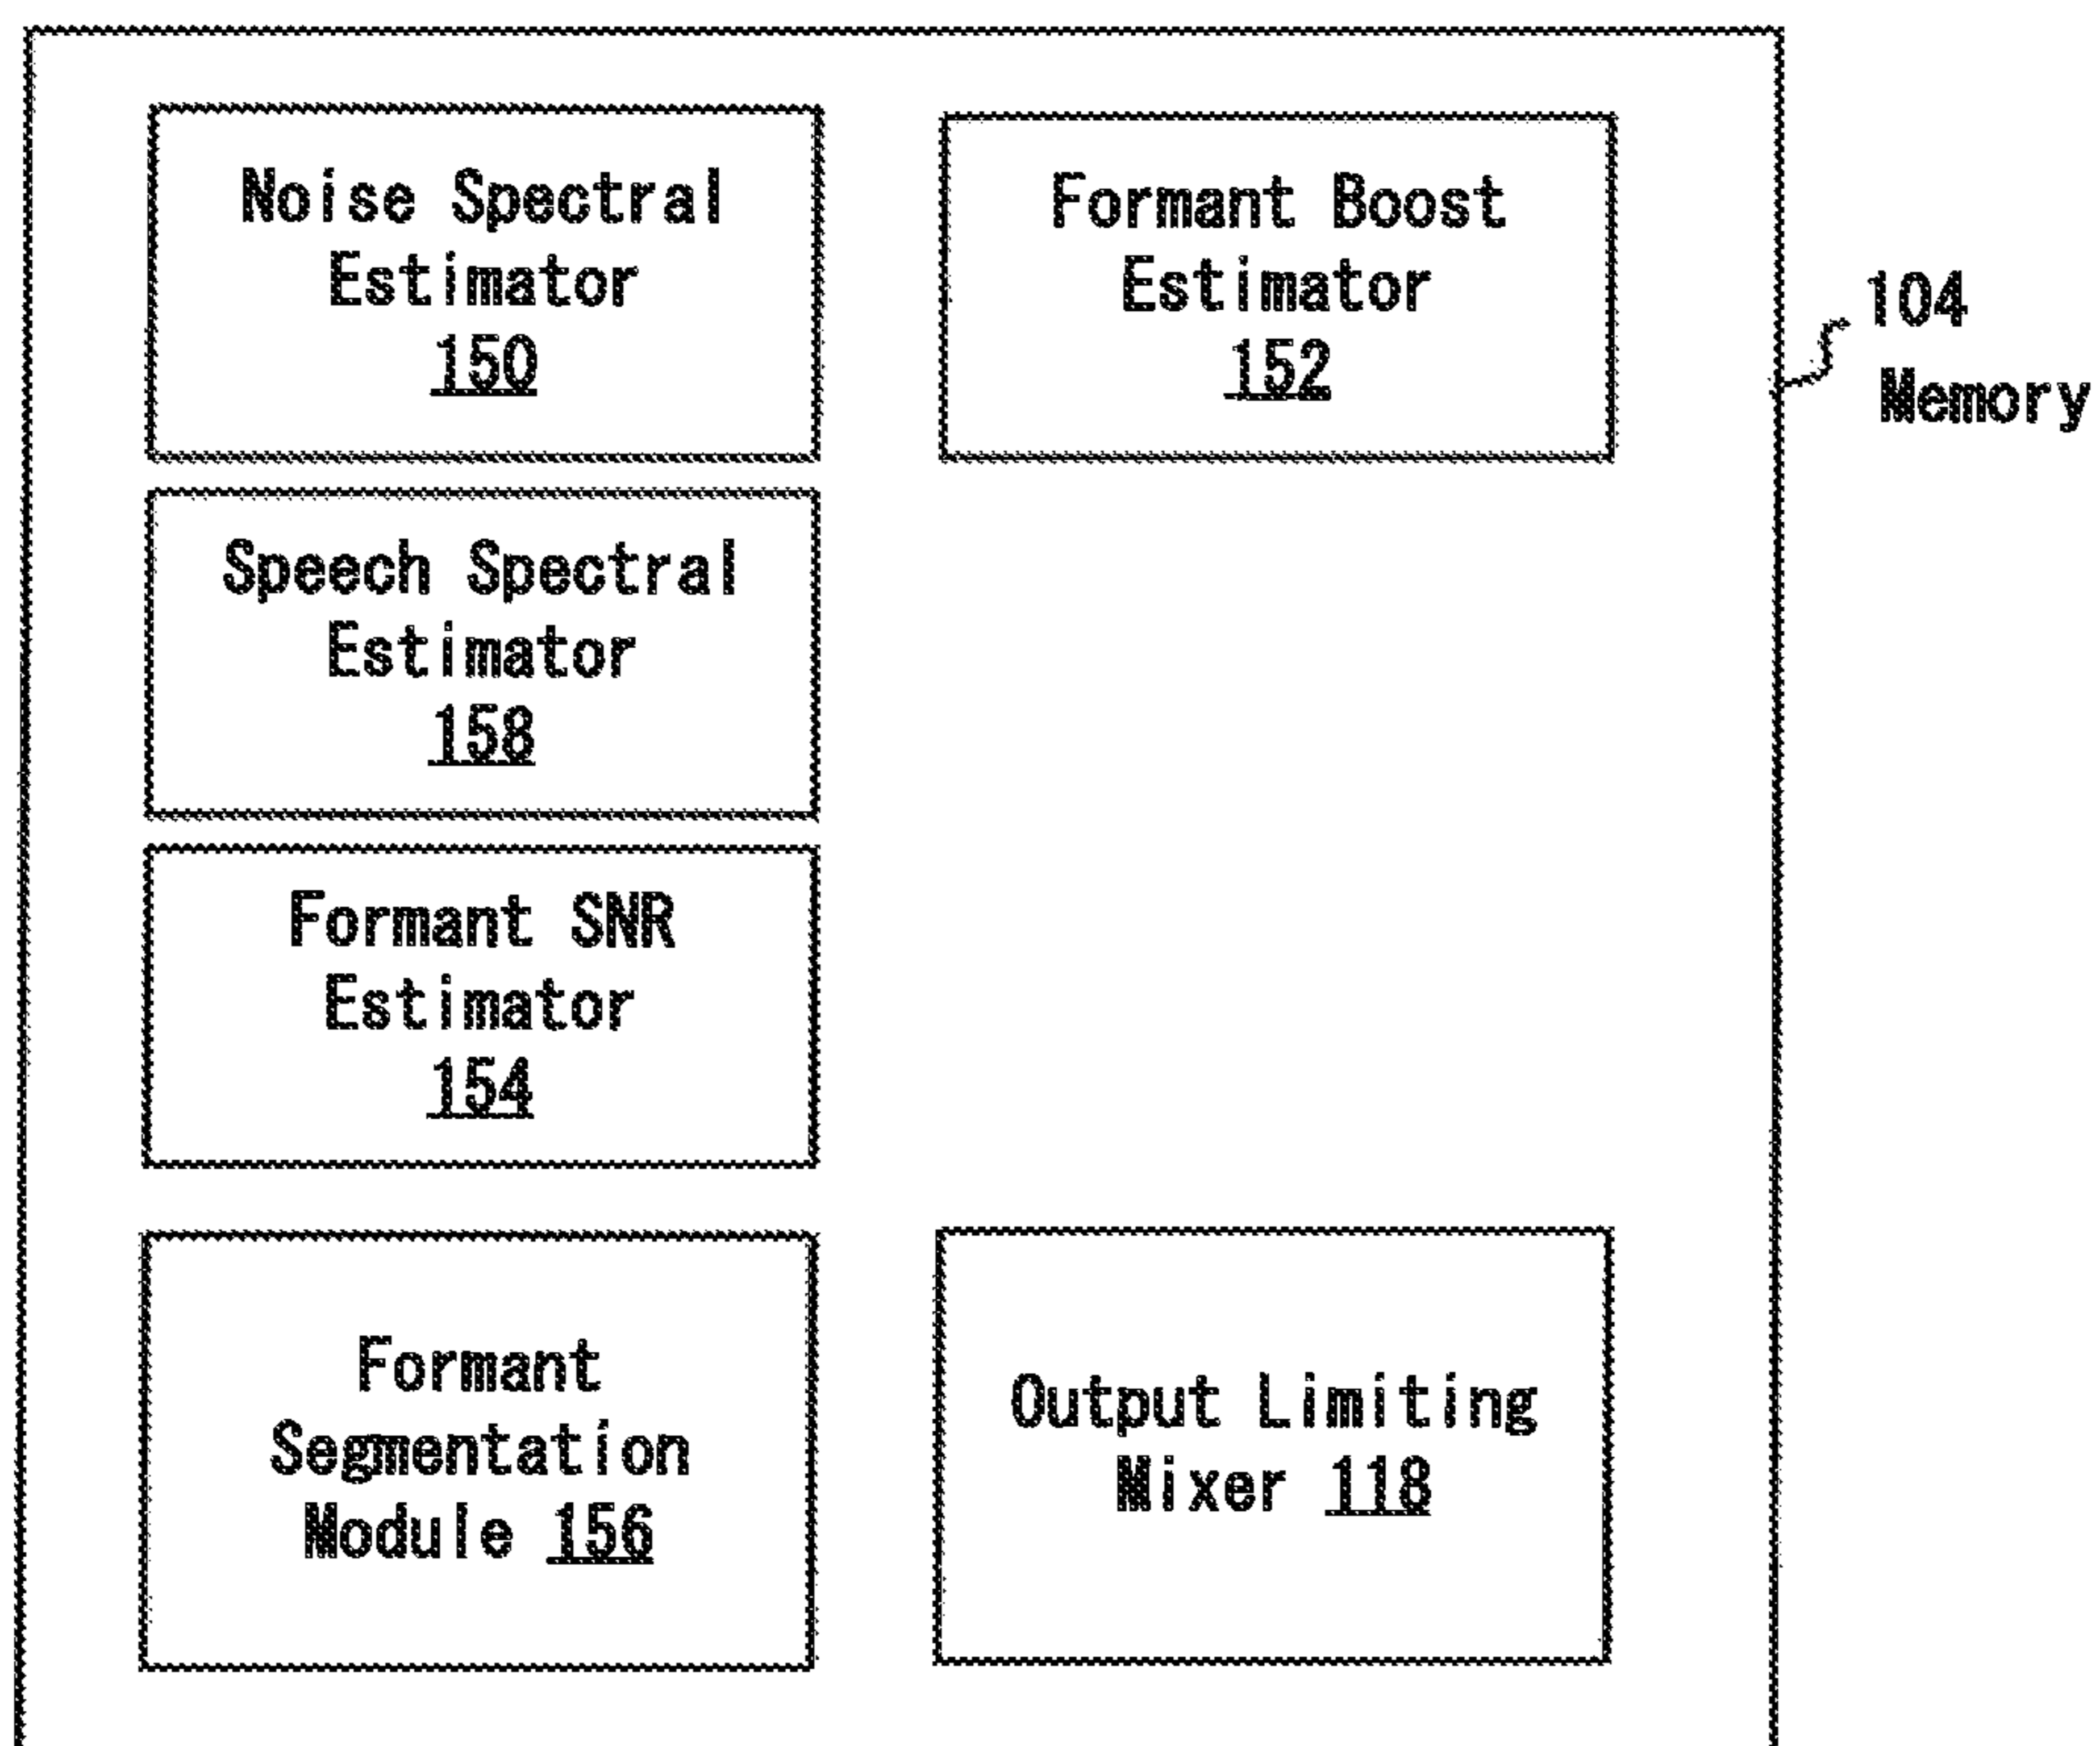 Noise Spectral
Estimator
150
Formant Boost
Estimator
152
104
Memory
Speech Spectral
Estimator
158
Formant SNR
Estimator
154
Formant
Segmentation
Module 156
Output Limiting
Mixer 118